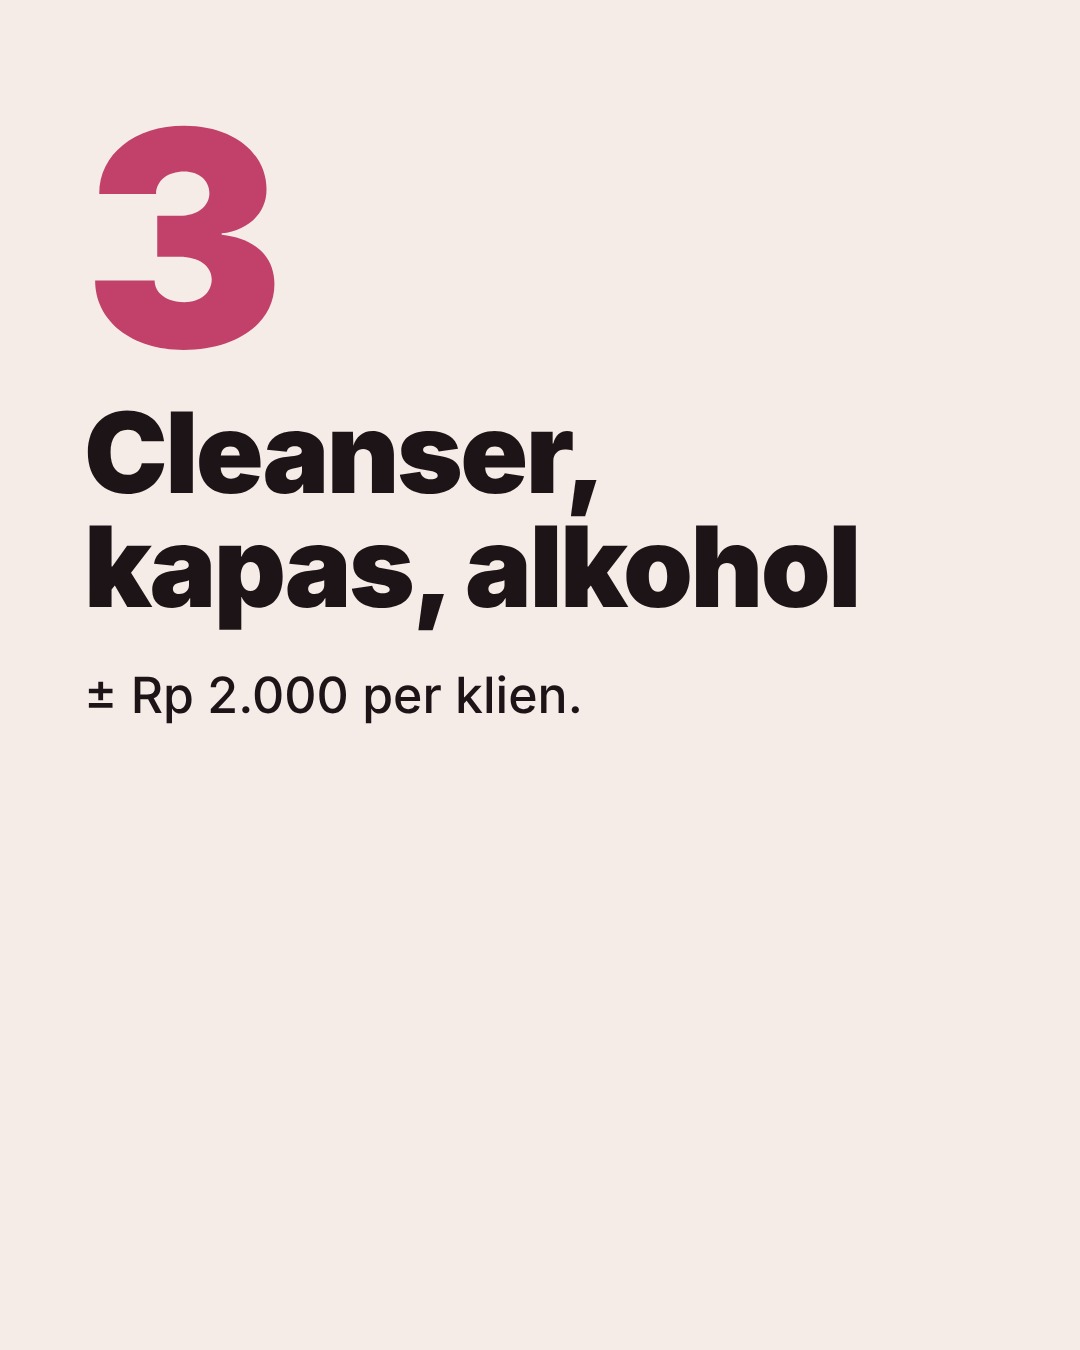 3
Cleanser,
kapas, alkohol
± Rp 2.000 per klien.